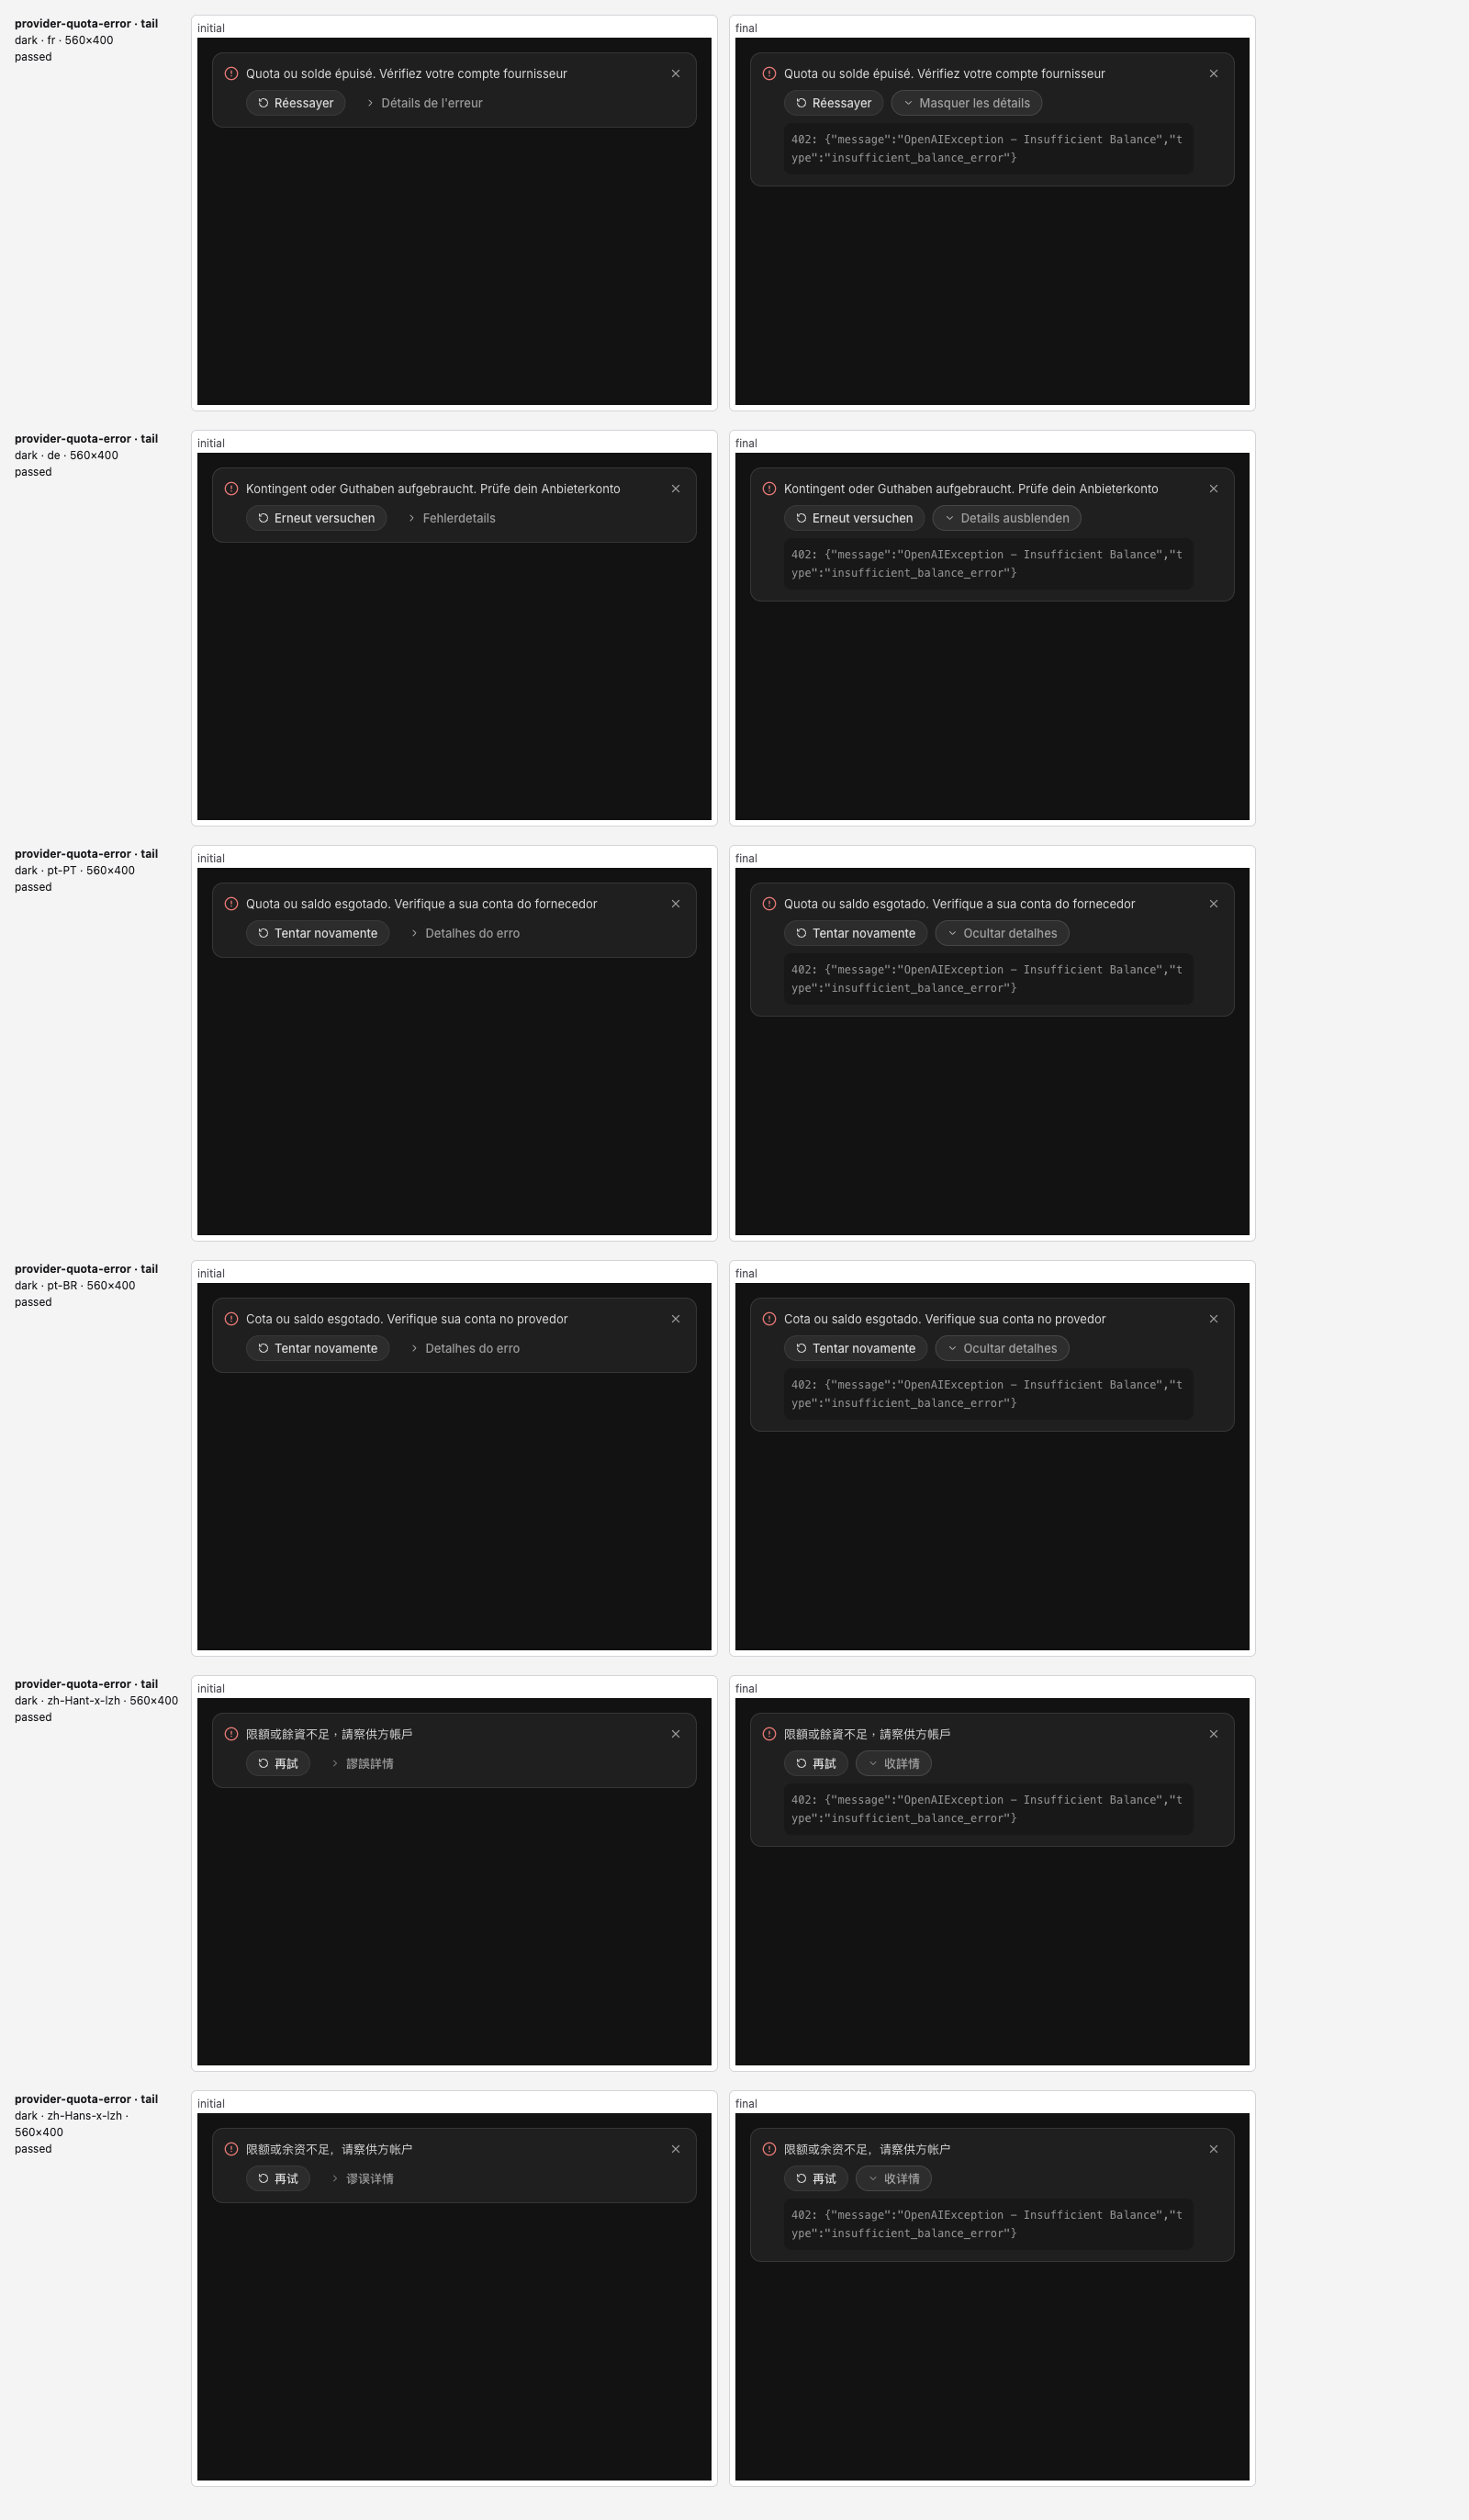 provider-quota-error · tail
dark · fr · 560×400
passed
initial
Quota ou solde épuisé. Vérifiez votre compte fournisseur
Réessayer
Détails de l'erreur
final
Quota ou solde épuisé. Vérifiez votre compte fournisseur
Réessayer
Masquer les détails
402: {"message":"OpenAIException – Insufficient Balance","t
ype":"insufficient_balance_error"}
provider-quota-error · tail
dark · de · 560×400
passed
initial
Kontingent oder Guthaben aufgebraucht. Prüfe dein Anbieterkonto
Erneut versuchen
Fehlerdetails
final
Kontingent oder Guthaben aufgebraucht. Prüfe dein Anbieterkonto
Erneut versuchen
Details ausblenden
402: {"message":"OpenAIException – Insufficient Balance","t
ype":"insufficient_balance_error"}
provider-quota-error · tail
dark · pt-PT · 560×400
passed
initial
Quota ou saldo esgotado. Verifique a sua conta do fornecedor
Tentar novamente
Detalhes do erro
final
Quota ou saldo esgotado. Verifique a sua conta do fornecedor
Tentar novamente
Ocultar detalhes
402: {"message":"OpenAIException – Insufficient Balance","t
ype":"insufficient_balance_error"}
provider-quota-error · tail
dark · pt-BR · 560×400
passed
initial
Cota ou saldo esgotado. Verifique sua conta no provedor
Tentar novamente
Detalhes do erro
final
Cota ou saldo esgotado. Verifique sua conta no provedor
Tentar novamente
Ocultar detalhes
402: {"message":"OpenAIException – Insufficient Balance","t
ype":"insufficient_balance_error"}
provider-quota-error · tail
dark · zh-Hant-x-lzh · 560×400
passed
initial
限額或餘資不足，請察供方帳戶
再試
謬誤詳情
final
限額或餘資不足，請察供方帳戶
再試
收詳情
402: {"message":"OpenAIException – Insufficient Balance","t
ype":"insufficient_balance_error"}
provider-quota-error · tail
dark · zh-Hans-x-lzh ·
560×400
passed
initial
限额或余资不足，请察供方帐户
再试
谬误详情
final
限额或余资不足，请察供方帐户
再试
收详情
402: {"message":"OpenAIException – Insufficient Balance","t
ype":"insufficient_balance_error"}